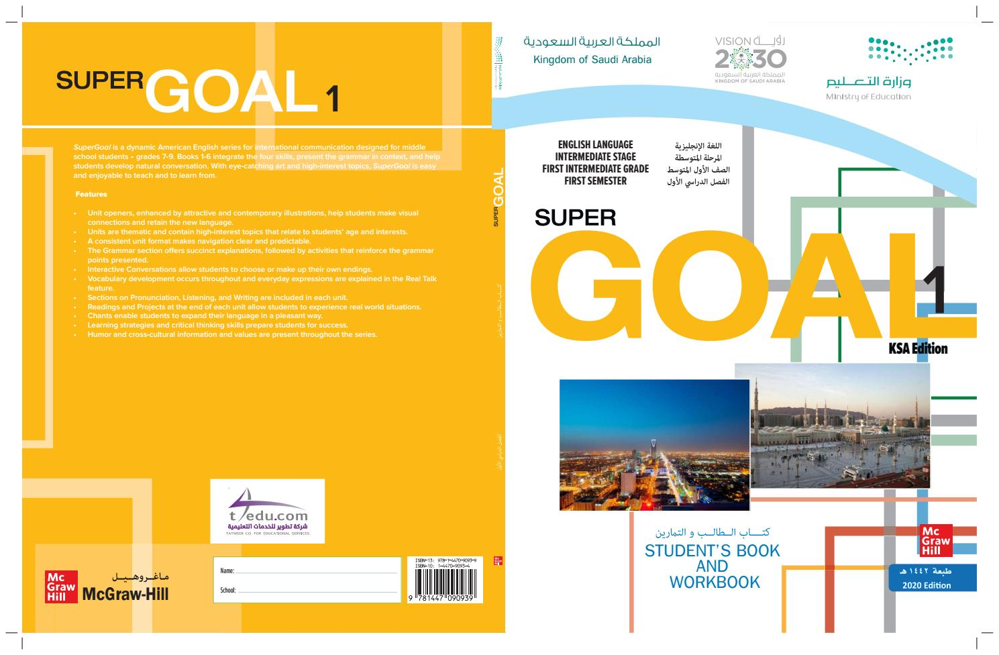 SUPER GOAL 1
SuperGoal is a dynamic American English series for international communication designed for middle
school students – grades 7-9. Books 1-6 integrate the four skills, present the grammar in context, and help
students develop natural conversation. With eye-catching art and high-interest topics, SuperGoal is easy
and enjoyable to teach and to learn from.
Features
• Unit openers, enhanced by attractive and contemporary illustrations, help students make visual
connections and retain the new language.
• Units are thematic and contain high-interest topics that relate to students' age and interests.
• A consistent unit format makes navigation clear and predictable.
• The Grammar section offers succinct explanations, followed by activities that reinforce the grammar
points presented.
• Interactive Conversations allow students to choose or make up their own endings.
• Vocabulary development occurs throughout and everyday expressions are explained in the Real Talk
feature.
• Sections on Pronunciation, Listening, and Writing are included in each unit.
• Readings and Projects at the end of each unit allow students to experience real world situations.
• Chants enable students to expand their language in a pleasant way.
• Learning strategies and critical thinking skills prepare students for success.
• Humor and cross-cultural information and values are present throughout the series.
t4edu.com
شركة تطوير للخدمات التعليمية
TATWEER CO. FOR EDUCATIONAL SERVICES
Mc
Graw
Hill
ماغروهيل
McGraw-Hill
Name:
School:
ISBN-13: 978-1-4470-9093-9
ISBN-10: 1-4470-9093-4
9 781447 090939
SUPER GOAL
كتاب الطالب و التمارين
الفصل الدراسي الأول
Mc
Graw
Hill
المملكة العربية السعودية
Kingdom of Saudi Arabia
VISION رؤية
2030
المملكة العربية السعودية
KINGDOM OF SAUDI ARABIA
وزارة التعليم
Ministry of Education
ENGLISH LANGUAGE
INTERMEDIATE STAGE
FIRST INTERMEDIATE GRADE
FIRST SEMESTER
اللغة الإنجليزية
المرحلة المتوسطة
الصف الأول المتوسط
الفصل الدراسي الأول
SUPER
GOAL 1
KSA Edition
كتاب الطالب و التمارين
STUDENT'S BOOK
AND
WORKBOOK
Mc
Graw
Hill
طبعة ١٤٤٢ هـ
2020 Edition